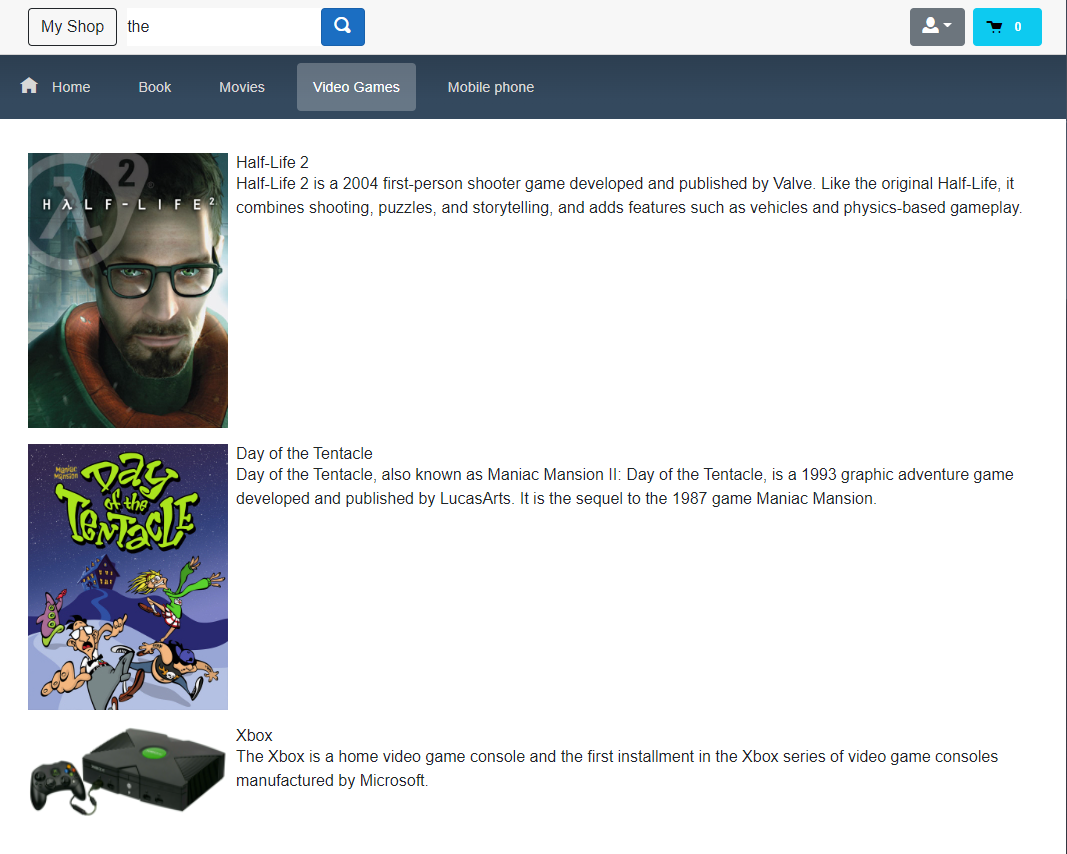 My Shop
the
0
Home
Book
Movies
Video Games
Mobile phone
2
HλLF-LIFE²
Half-Life 2
Half-Life 2 is a 2004 first-person shooter game developed and published by Valve. Like the original Half-Life, it
combines shooting, puzzles, and storytelling, and adds features such as vehicles and physics-based gameplay.
Maniac
Mansion
Day
of the
Tentacle
Day of the Tentacle
Day of the Tentacle, also known as Maniac Mansion II: Day of the Tentacle, is a 1993 graphic adventure game
developed and published by LucasArts. It is the sequel to the 1987 game Maniac Mansion.
Xbox
The Xbox is a home video game console and the first installment in the Xbox series of video game consoles
manufactured by Microsoft.